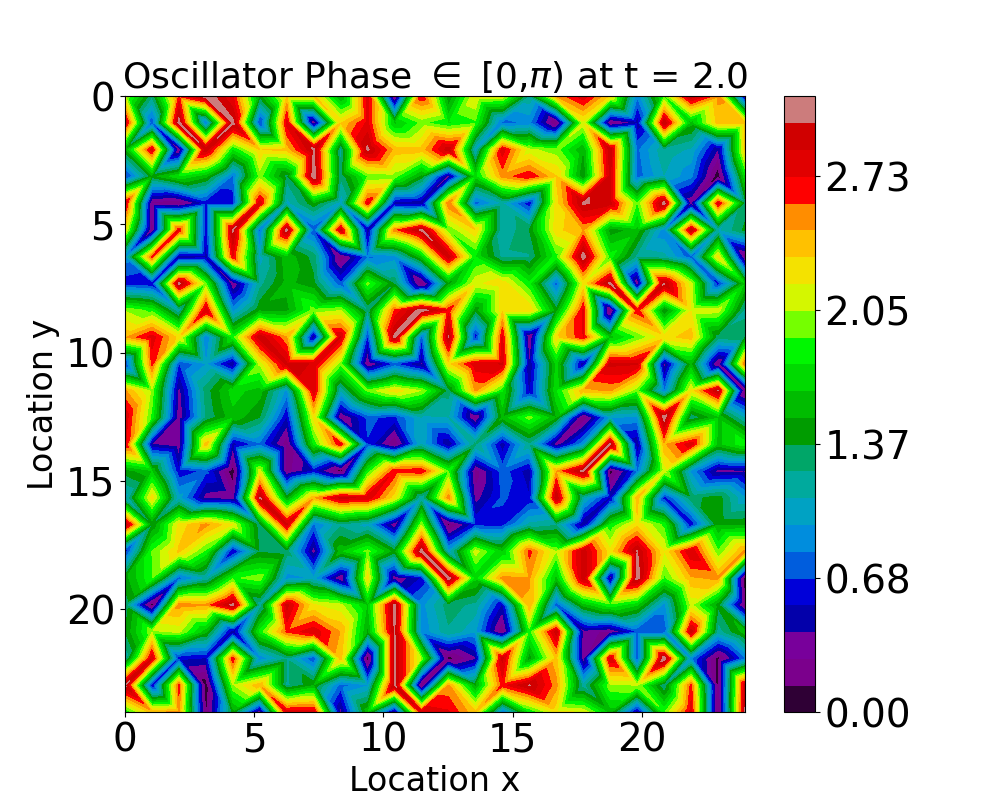 Oscillator Phase ∈ [0,π) at t = 2.0
0
5
10
15
20
Location y
0 5 10 15 20
Location x
2.73
2.05
1.37
0.68
0.00